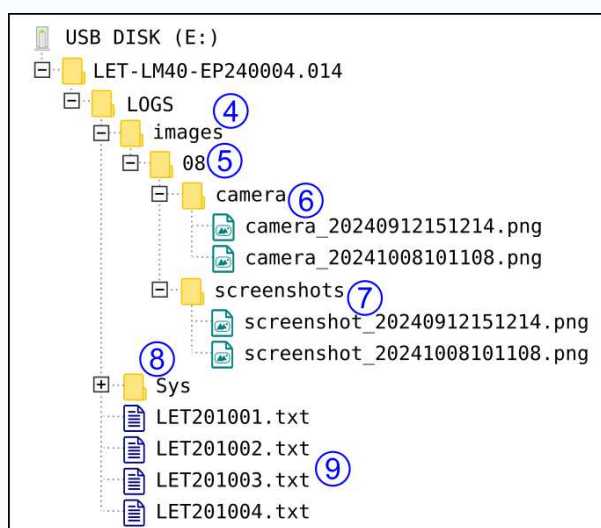 USB DISK (E:)
LET-LM40-EP240004.014
LOGS ④
images
08 ⑤
camera ⑥
camera_20240912151214.png
camera_20241008101108.png
screenshots ⑦
screenshot_20240912151214.png
screenshot_20241008101108.png
⑧
Sys
LET201001.txt
LET201002.txt
LET201003.txt ⑨
LET201004.txt